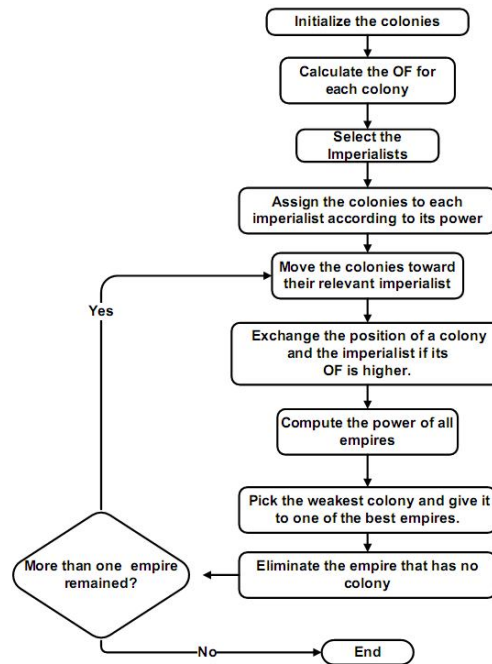 Initialize the colonies
Calculate the OF for
each colony
Select the
Imperialists
Assign the colonies to each
imperialist according to its power
Move the colonies toward
their relevant imperialist
Yes
Exchange the position of a colony
and the imperialist if its
OF is higher.
Compute the power of all
empires
Pick the weakest colony and give it
to one of the best empires.
Eliminate the empire that has no
colony
More than one empire
remained?
No
End